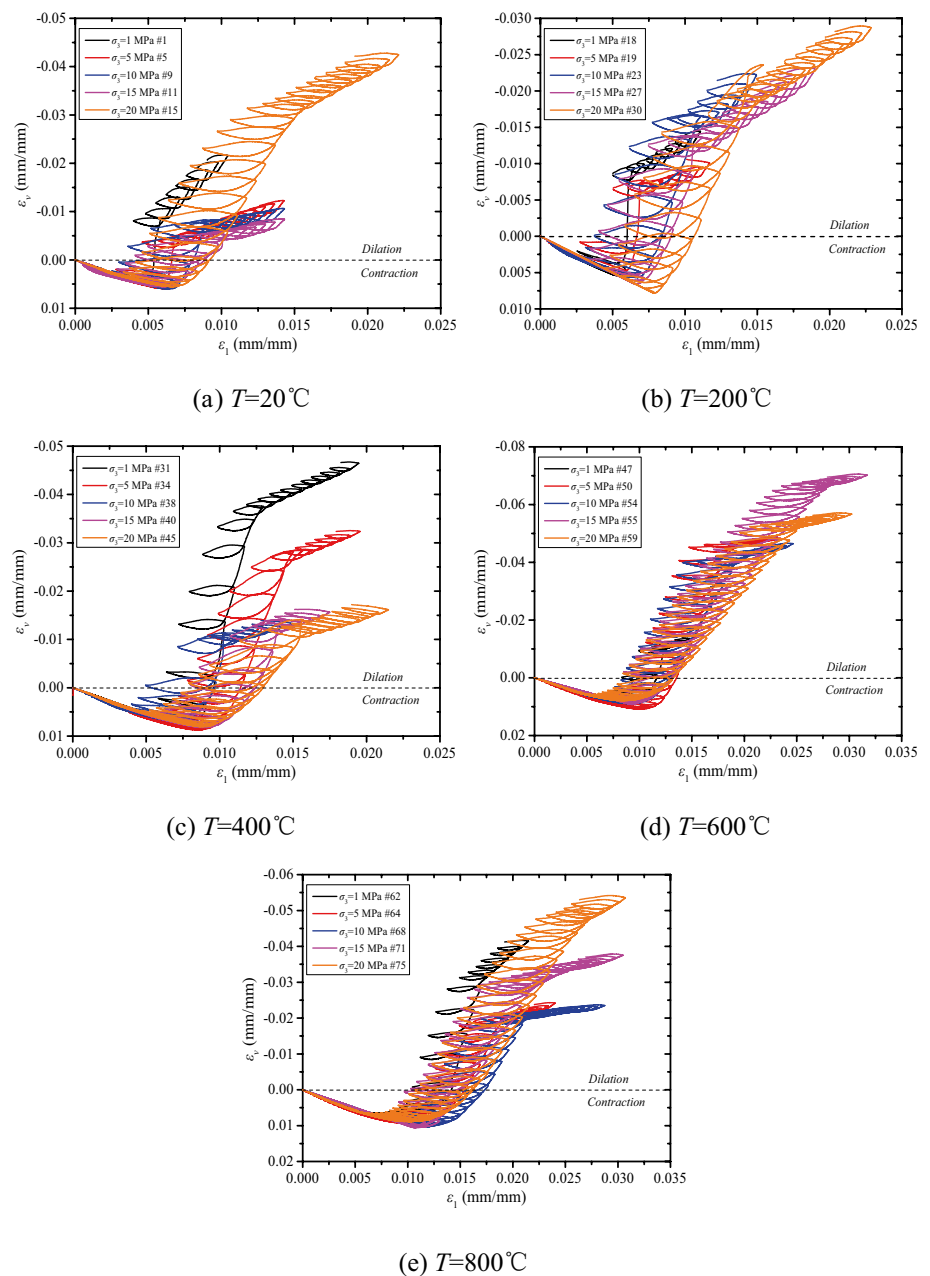 -0.05
-0.04
-0.03
-0.02
-0.01
0.00
0.01
εv (mm/mm)
σ3=1 MPa #1
σ3=5 MPa #5
σ3=10 MPa #9
σ3=15 MPa #11
σ3=20 MPa #15
Dilation
Contraction
0.000 0.005 0.010 0.015 0.020 0.025
ε1 (mm/mm)
(a) T=20℃
-0.030
-0.025
-0.020
-0.015
-0.010
-0.005
0.000
0.005
0.010
εv (mm/mm)
σ3=1 MPa #18
σ3=5 MPa #19
σ3=10 MPa #23
σ3=15 MPa #27
σ3=20 MPa #30
Dilation
Contraction
0.000 0.005 0.010 0.015 0.020 0.025
ε1 (mm/mm)
(b) T=200℃
-0.05
-0.04
-0.03
-0.02
-0.01
0.00
0.01
εv (mm/mm)
σ3=1 MPa #31
σ3=5 MPa #34
σ3=10 MPa #38
σ3=15 MPa #40
σ3=20 MPa #45
Dilation
Contraction
0.000 0.005 0.010 0.015 0.020 0.025
ε1 (mm/mm)
(c) T=400℃
-0.08
-0.06
-0.04
-0.02
0.00
0.02
εv (mm/mm)
σ3=1 MPa #47
σ3=5 MPa #50
σ3=10 MPa #54
σ3=15 MPa #55
σ3=20 MPa #59
Dilation
Contraction
0.000 0.005 0.010 0.015 0.020 0.025 0.030 0.035
ε1 (mm/mm)
(d) T=600℃
-0.06
-0.05
-0.04
-0.03
-0.02
-0.01
0.00
0.01
0.02
εv (mm/mm)
σ3=1 MPa #62
σ3=5 MPa #64
σ3=10 MPa #68
σ3=15 MPa #71
σ3=20 MPa #75
Dilation
Contraction
0.000 0.005 0.010 0.015 0.020 0.025 0.030 0.035
ε1 (mm/mm)
(e) T=800℃